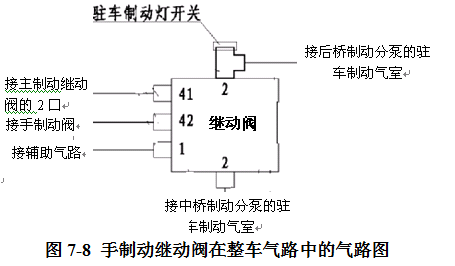 驻车制动灯开关
接后桥制动分泵的驻
车制动气室
接主制动继动
阀的2口
接手制动阀
接辅助气路
41
42
1
2
继动阀
2
接中桥制动分泵的驻
车制动气室
图 7-8 手制动继动阀在整车气路中的气路图